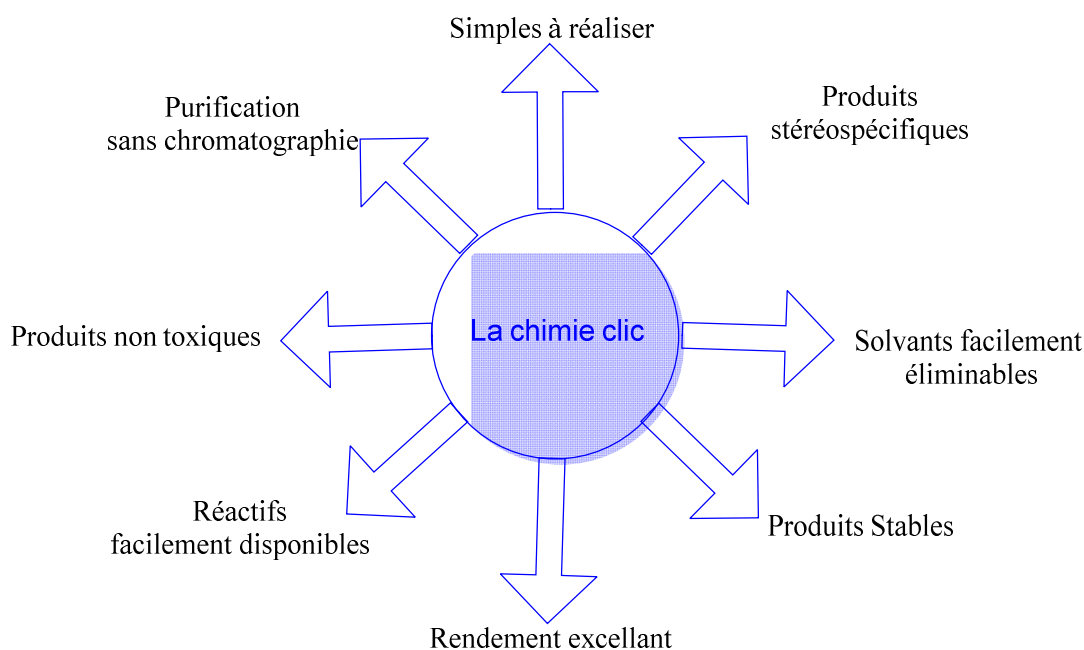 Simples à réaliser
Produits
stéréospécifiques
Purification
sans chromatographie
La chimie clic
Produits non toxiques
Solvants facilement
éliminables
Réactifs
facilement disponibles
Produits Stables
Rendement excellant